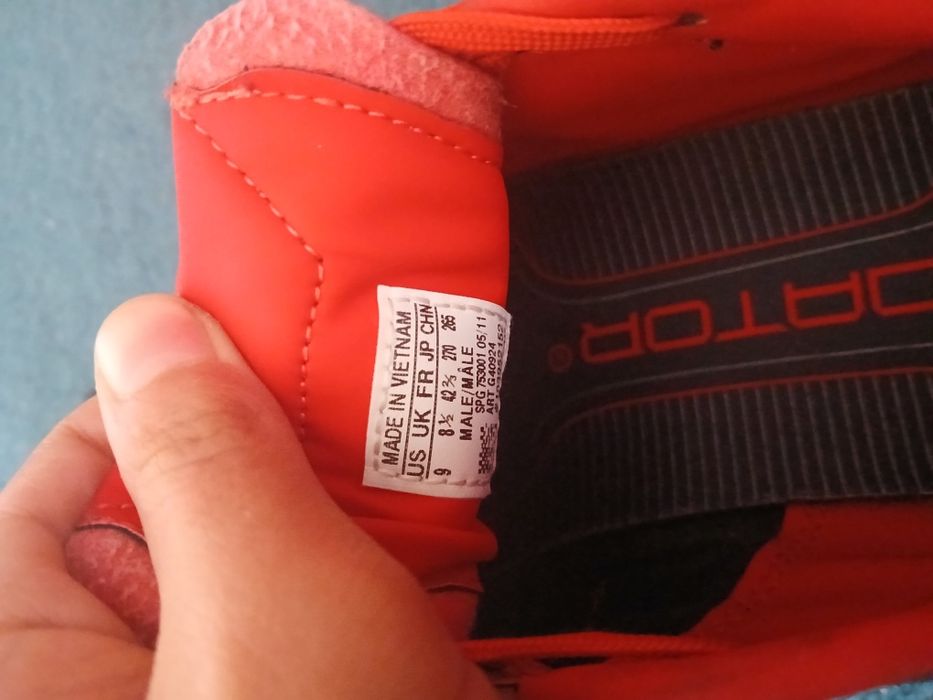 MADE IN VIETNAM
US UK FR JP CHN
9 8½ 42⅔ 270 265
MALE/MÂLE
SPG 753001 05/11
ART G40924
DATOR®